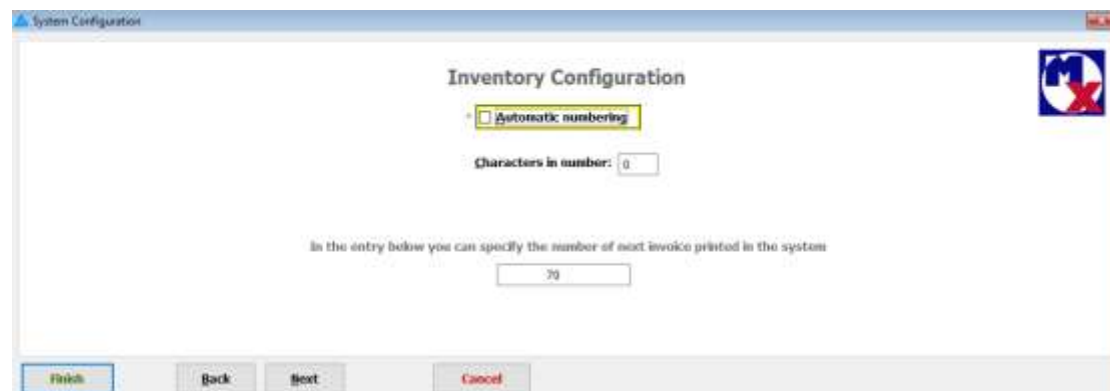 System Configuration
Inventory Configuration
MX
* Automatic numbering
Characters in number: 0
In the entry below you can specify the number of next invoice printed in the system
70
Finish Back Next Cancel